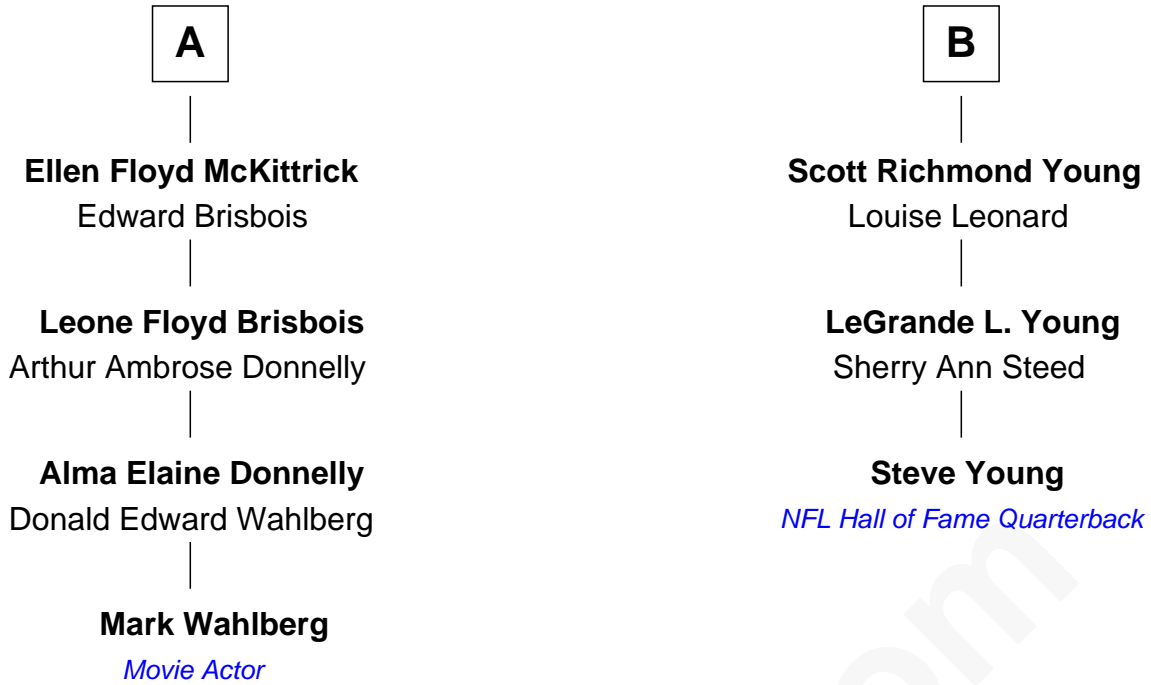 A
Ellen Floyd McKittrick
Edward Brisbois
Leone Floyd Brisbois
Arthur Ambrose Donnelly
Alma Elaine Donnelly
Donald Edward Wahlberg
Mark Wahlberg
Movie Actor
B
Scott Richmond Young
Louise Leonard
LeGrande L. Young
Sherry Ann Steed
Steve Young
NFL Hall of Fame Quarterback
om